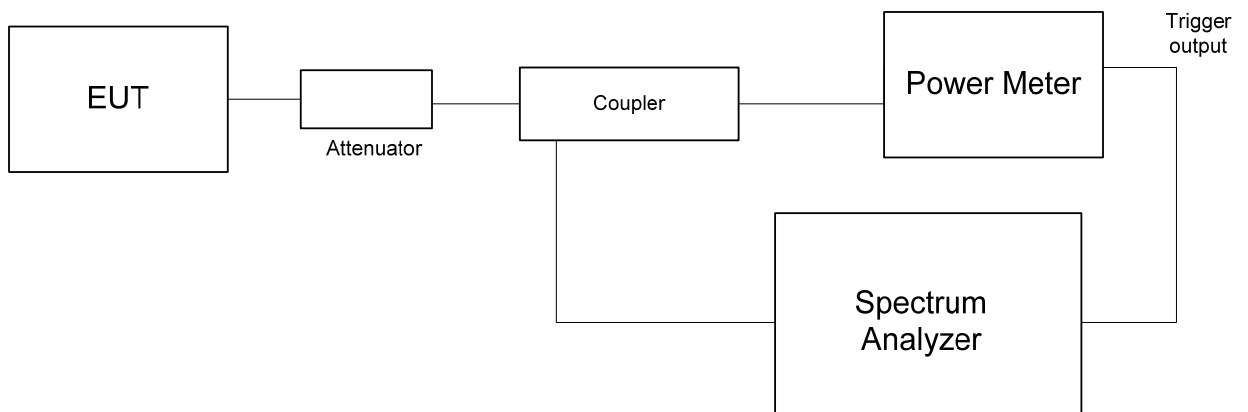 EUT
Attenuator
Coupler
Power Meter
Trigger
output
Spectrum
Analyzer